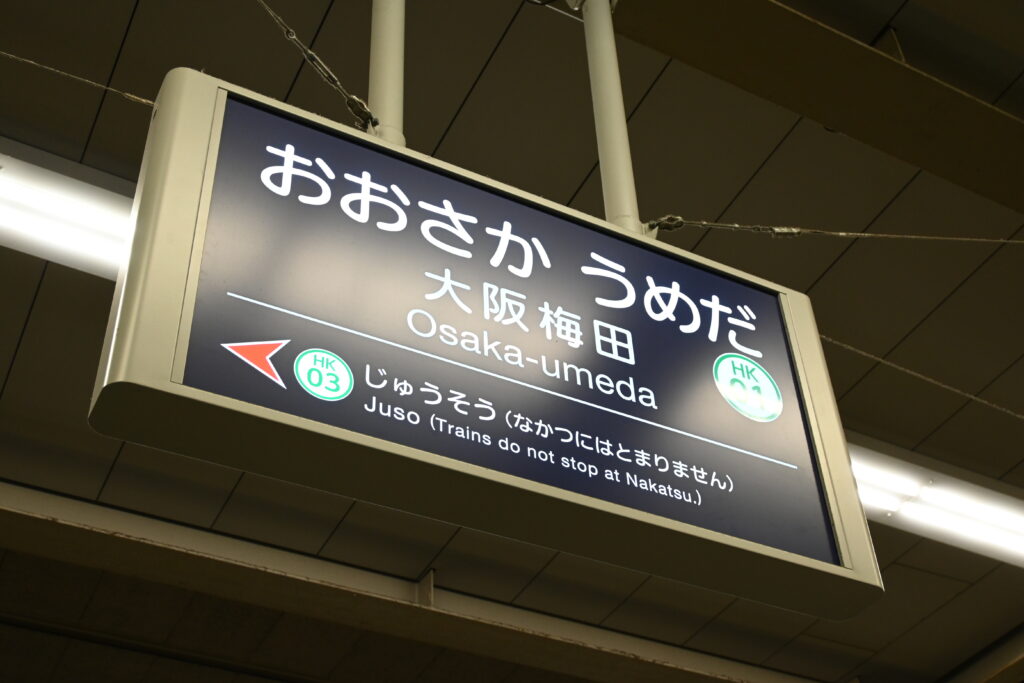 おおさか うめだ
大阪梅田
Osaka-umeda
HK
01
HK
03
じゅうそう (なかつにはとまりません)
Juso (Trains do not stop at Nakatsu.)